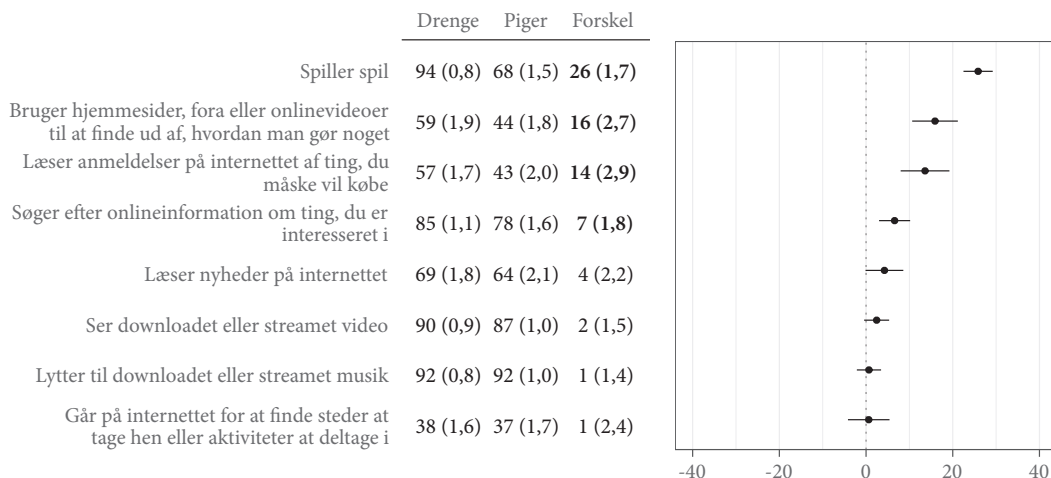 Drenge Piger Forskel
Spiller spil 94 (0,8) 68 (1,5) 26 (1,7)
Bruger hjemmesider, fora eller onlinevideoer
til at finde ud af, hvordan man gør noget 59 (1,9) 44 (1,8) 16 (2,7)
Læser anmeldelser på internettet af ting, du
måske vil købe 57 (1,7) 43 (2,0) 14 (2,9)
Søger efter onlineinformation om ting, du er
interesseret i 85 (1,1) 78 (1,6) 7 (1,8)
Læser nyheder på internettet 69 (1,8) 64 (2,1) 4 (2,2)
Ser downloadet eller streamet video 90 (0,9) 87 (1,0) 2 (1,5)
Lytter til downloadet eller streamet musik 92 (0,8) 92 (1,0) 1 (1,4)
Går på internettet for at finde steder at
tage hen eller aktiviteter at deltage i 38 (1,6) 37 (1,7) 1 (2,4)
-40 -20 0 20 40